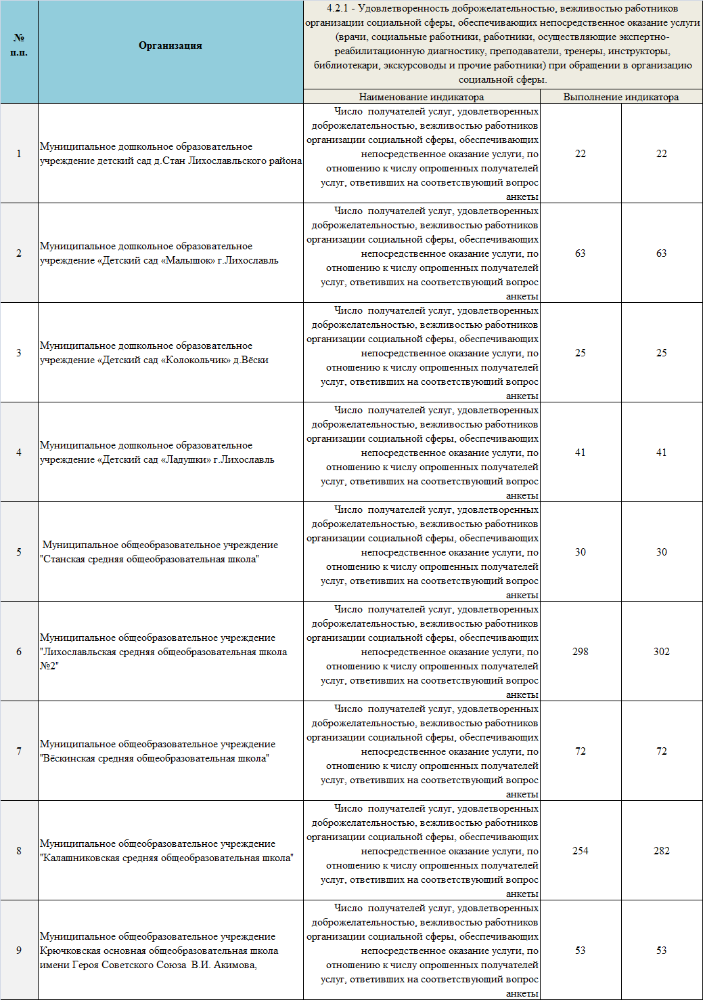 №
п.п.
Организация
4.2.1 - Удовлетворенность доброжелательностью, вежливостью работников
организации социальной сферы, обеспечивающих непосредственное оказание услуги
(врачи, социальные работники, работники, осуществляющие экспертно-
реабилитационную диагностику, преподаватели, тренеры, инструкторы,
библиотекари, экскурсоводы и прочие работники) при обращении в организацию
социальной сферы.
Наименование индикатора
Выполнение индикатора
1
Муниципальное дошкольное образовательное
учреждение детский сад д.Стан Лихославльского района
Число  получателей услуг, удовлетворенных
доброжелательностью, вежливостью работников
организации социальной сферы, обеспечивающих
непосредственное оказание услуги, по
отношению к числу опрошенных получателей
услуг, ответивших на соответствующий вопрос
анкеты
22
22
2
Муниципальное дошкольное образовательное
учреждение «Детский сад «Малышок» г.Лихославль
Число  получателей услуг, удовлетворенных
доброжелательностью, вежливостью работников
организации социальной сферы, обеспечивающих
непосредственное оказание услуги, по
отношению к числу опрошенных получателей
услуг, ответивших на соответствующий вопрос
анкеты
63
63
3
Муниципальное дошкольное образовательное
учреждение «Детский сад «Колокольчик» д.Вёски
Число  получателей услуг, удовлетворенных
доброжелательностью, вежливостью работников
организации социальной сферы, обеспечивающих
непосредственное оказание услуги, по
отношению к числу опрошенных получателей
услуг, ответивших на соответствующий вопрос
анкеты
25
25
4
Муниципальное дошкольное образовательное
учреждение «Детский сад «Ладушки» г.Лихославль
Число  получателей услуг, удовлетворенных
доброжелательностью, вежливостью работников
организации социальной сферы, обеспечивающих
непосредственное оказание услуги, по
отношению к числу опрошенных получателей
услуг, ответивших на соответствующий вопрос
анкеты
41
41
5
Муниципальное общеобразовательное учреждение
"Станская средняя общеобразовательная школа"
Число  получателей услуг, удовлетворенных
доброжелательностью, вежливостью работников
организации социальной сферы, обеспечивающих
непосредственное оказание услуги, по
отношению к числу опрошенных получателей
услуг, ответивших на соответствующий вопрос
анкеты
30
30
6
Муниципальное общеобразовательное учреждение
"Лихославльская средняя общеобразовательная школа
№2"
Число  получателей услуг, удовлетворенных
доброжелательностью, вежливостью работников
организации социальной сферы, обеспечивающих
непосредственное оказание услуги, по
отношению к числу опрошенных получателей
услуг, ответивших на соответствующий вопрос
анкеты
298
302
7
Муниципальное общеобразовательное учреждение
"Вёскинская средняя общеобразовательная школа"
Число  получателей услуг, удовлетворенных
доброжелательностью, вежливостью работников
организации социальной сферы, обеспечивающих
непосредственное оказание услуги, по
отношению к числу опрошенных получателей
услуг, ответивших на соответствующий вопрос
анкеты
72
72
8
Муниципальное общеобразовательное учреждение
"Калашниковская средняя общеобразовательная школа"
Число  получателей услуг, удовлетворенных
доброжелательностью, вежливостью работников
организации социальной сферы, обеспечивающих
непосредственное оказание услуги, по
отношению к числу опрошенных получателей
услуг, ответивших на соответствующий вопрос
анкеты
254
282
9
Муниципальное общеобразовательное учреждение
Крючковская основная общеобразовательная школа
имени Героя Советского Союза  В.И. Акимова,
Число  получателей услуг, удовлетворенных
доброжелательностью, вежливостью работников
организации социальной сферы, обеспечивающих
непосредственное оказание услуги, по
отношению к числу опрошенных получателей
услуг, ответивших на соответствующий вопрос
анкеты
53
53